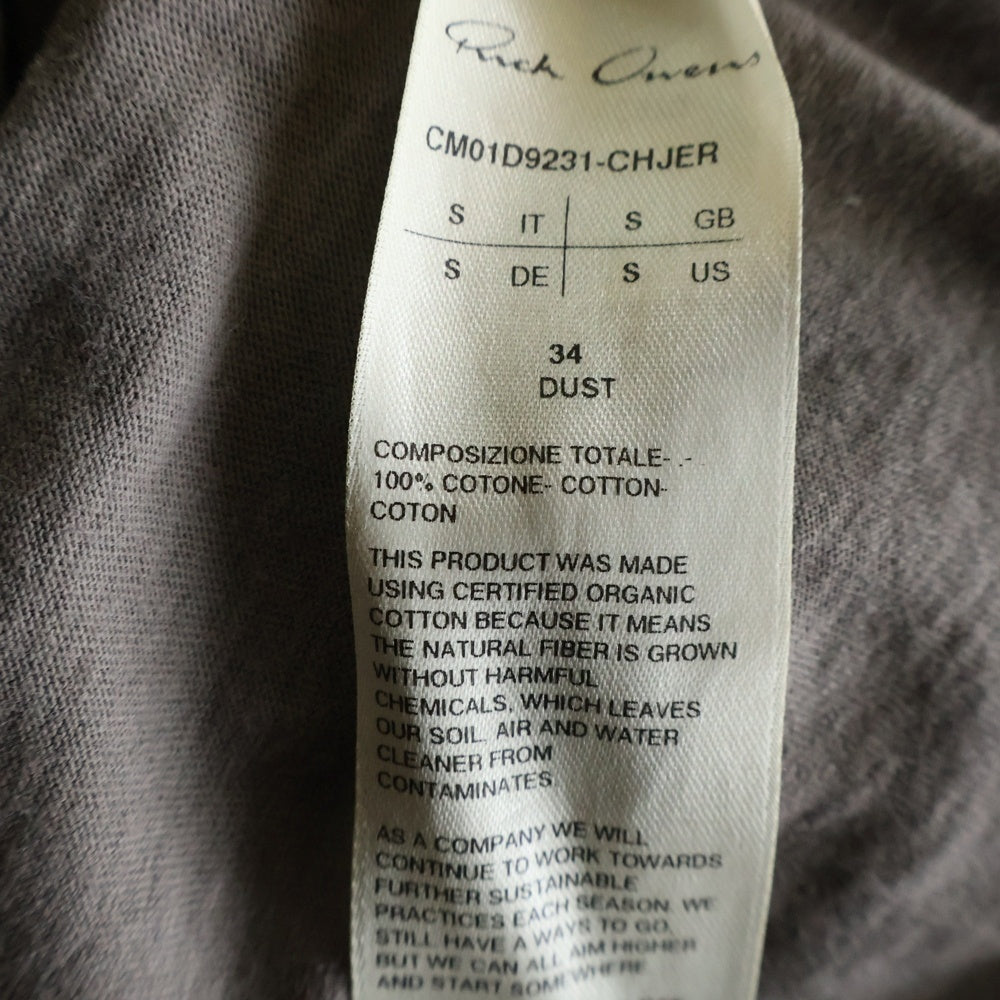 Rick Owens
CM01D9231-CHJER
S IT S GB
S DE S US
34
DUST
COMPOSIZIONE TOTALE- .-
100% COTONE- COTTON-
COTON
THIS PRODUCT WAS MADE
USING CERTIFIED ORGANIC
COTTON BECAUSE IT MEANS
THE NATURAL FIBER IS GROWN
WITHOUT HARMFUL
CHEMICALS, WHICH LEAVES
OUR SOIL, AIR AND WATER
CLEANER FROM
CONTAMINATES.
AS A COMPANY WE WILL
CONTINUE TO WORK TOWARDS
FURTHER SUSTAINABLE
PRACTICES EACH SEASON. WE
STILL HAVE A WAYS TO GO,
BUT WE CAN ALL AIM HIGHER
AND START SOMEWHERE